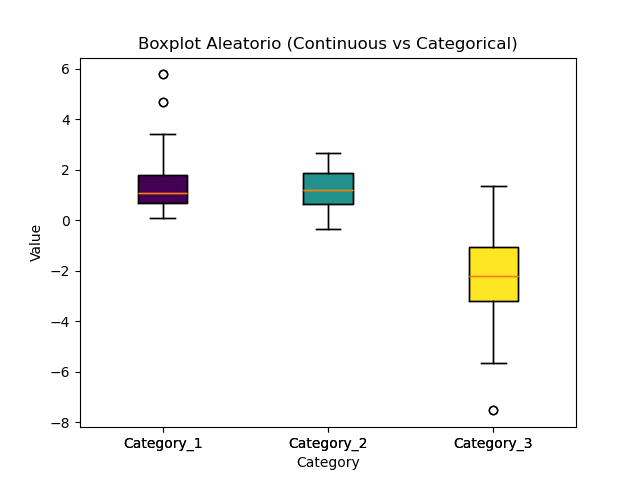 Boxplot Aleatorio (Continuous vs Categorical)
6
4
2
0
−2
−4
−6
−8
Value
Category_1 Category_2 Category_3
Category